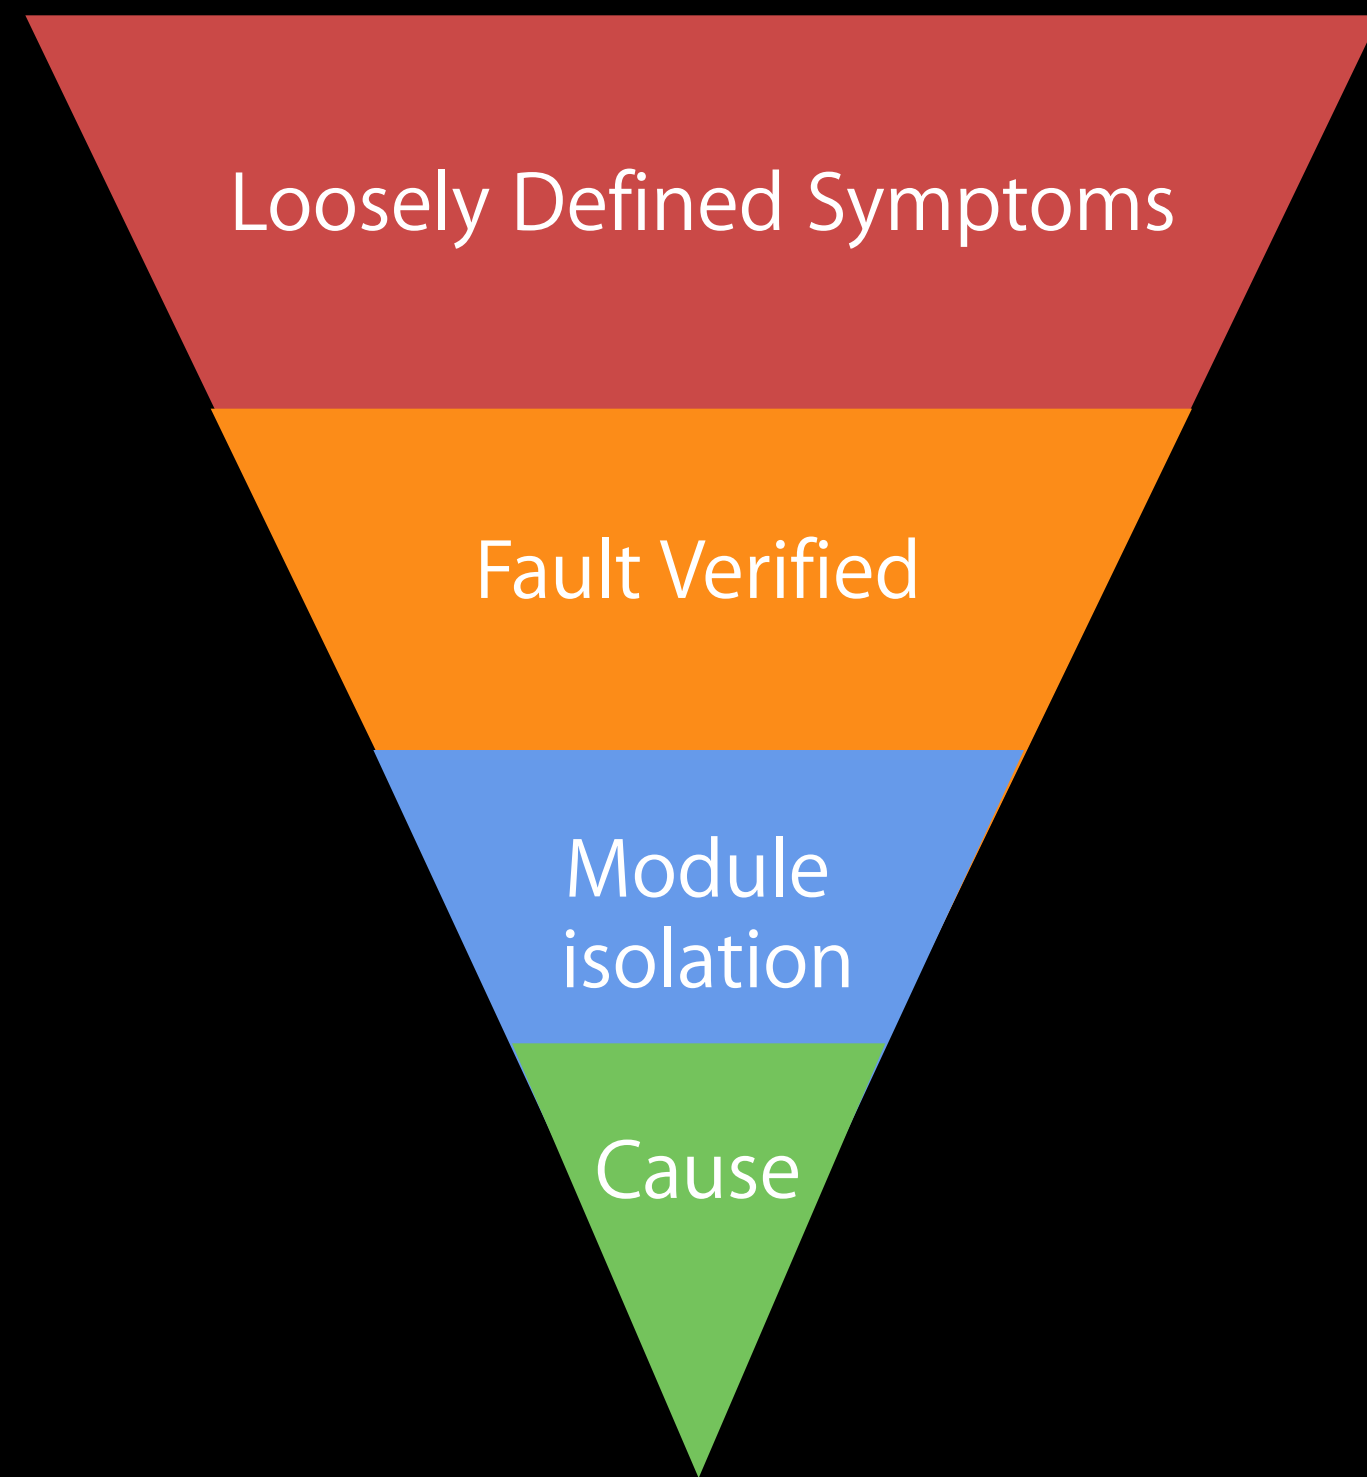 Loosely Defined Symptoms
Fault Verified
Module
isolation
Cause